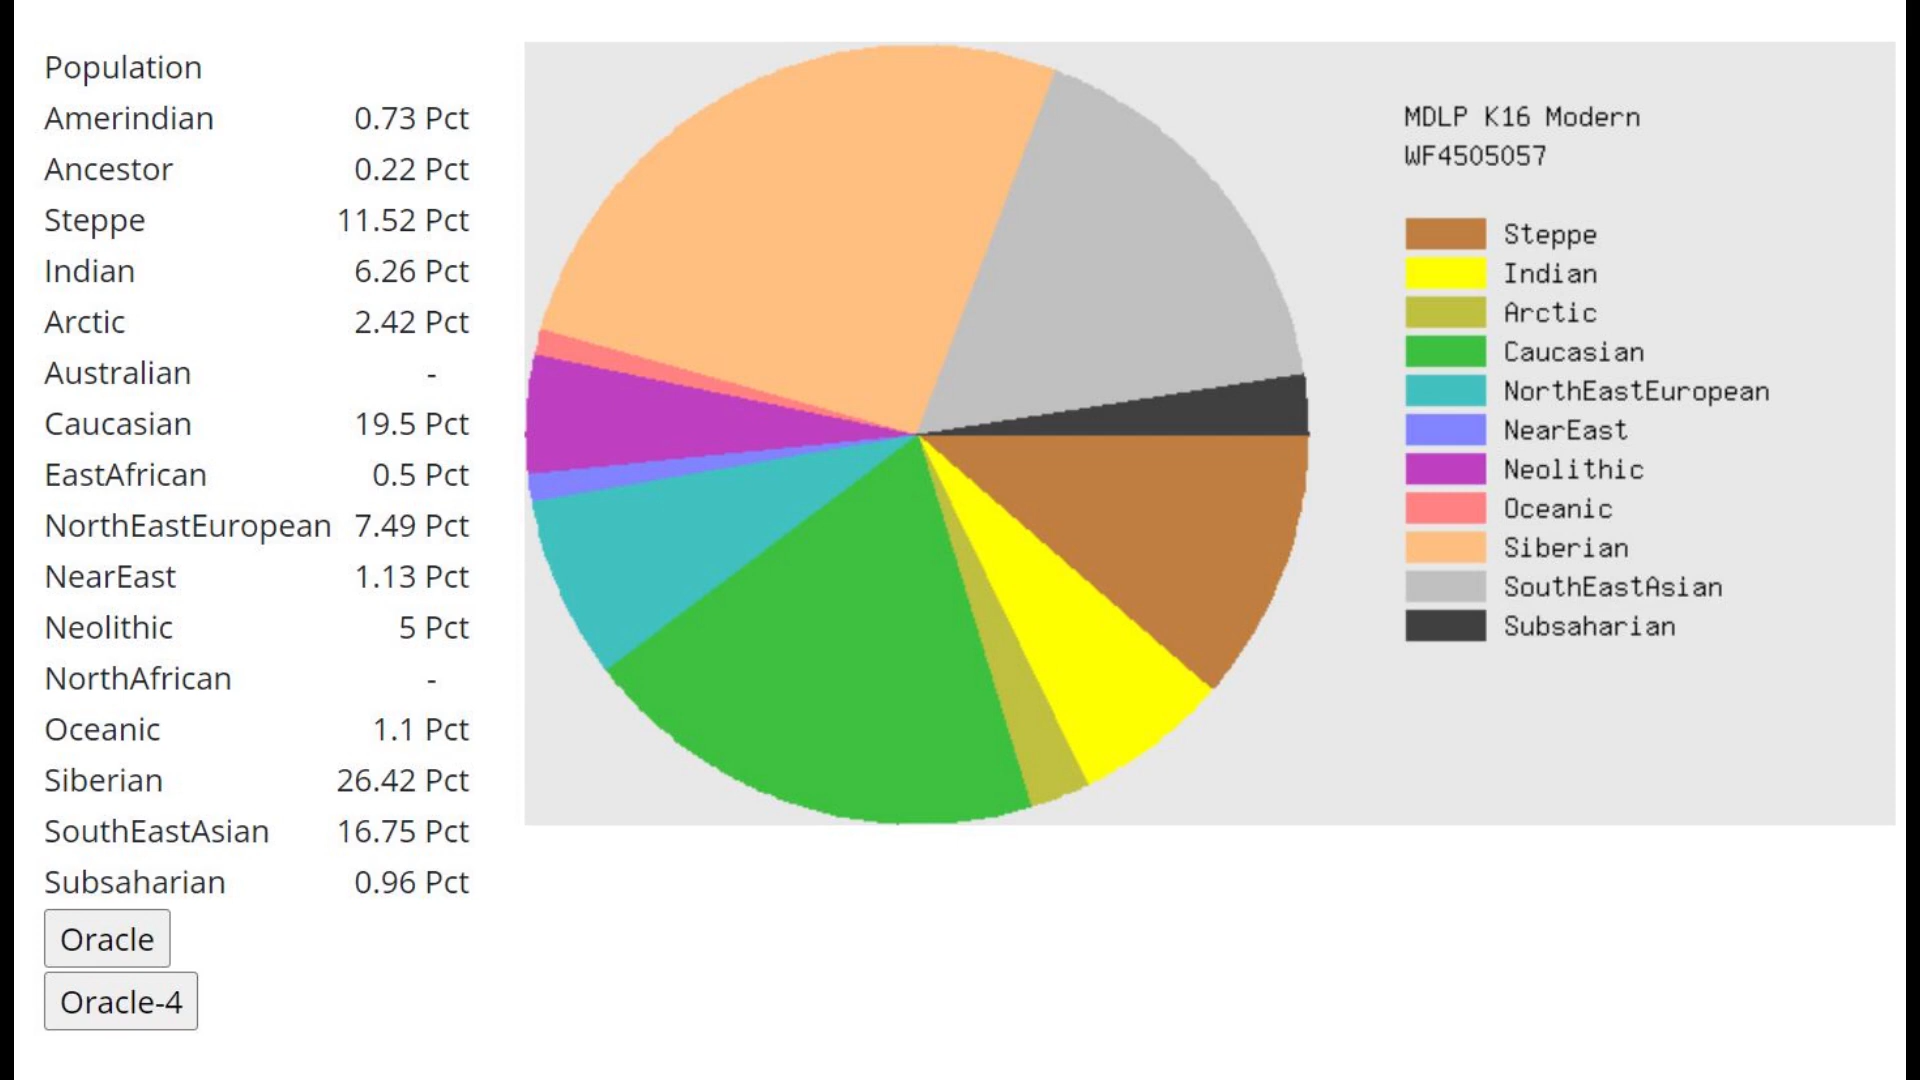 Population
Amerindian 0.73 Pct
Ancestor 0.22 Pct
Steppe 11.52 Pct
Indian 6.26 Pct
Arctic 2.42 Pct
Australian -
Caucasian 19.5 Pct
EastAfrican 0.5 Pct
NorthEastEuropean 7.49 Pct
NearEast 1.13 Pct
Neolithic 5 Pct
NorthAfrican -
Oceanic 1.1 Pct
Siberian 26.42 Pct
SouthEastAsian 16.75 Pct
Subsaharian 0.96 Pct
Oracle
Oracle-4
MDLP K16 Modern
WF4505057
Steppe
Indian
Arctic
Caucasian
NorthEastEuropean
NearEast
Neolithic
Oceanic
Siberian
SouthEastAsian
Subsaharian